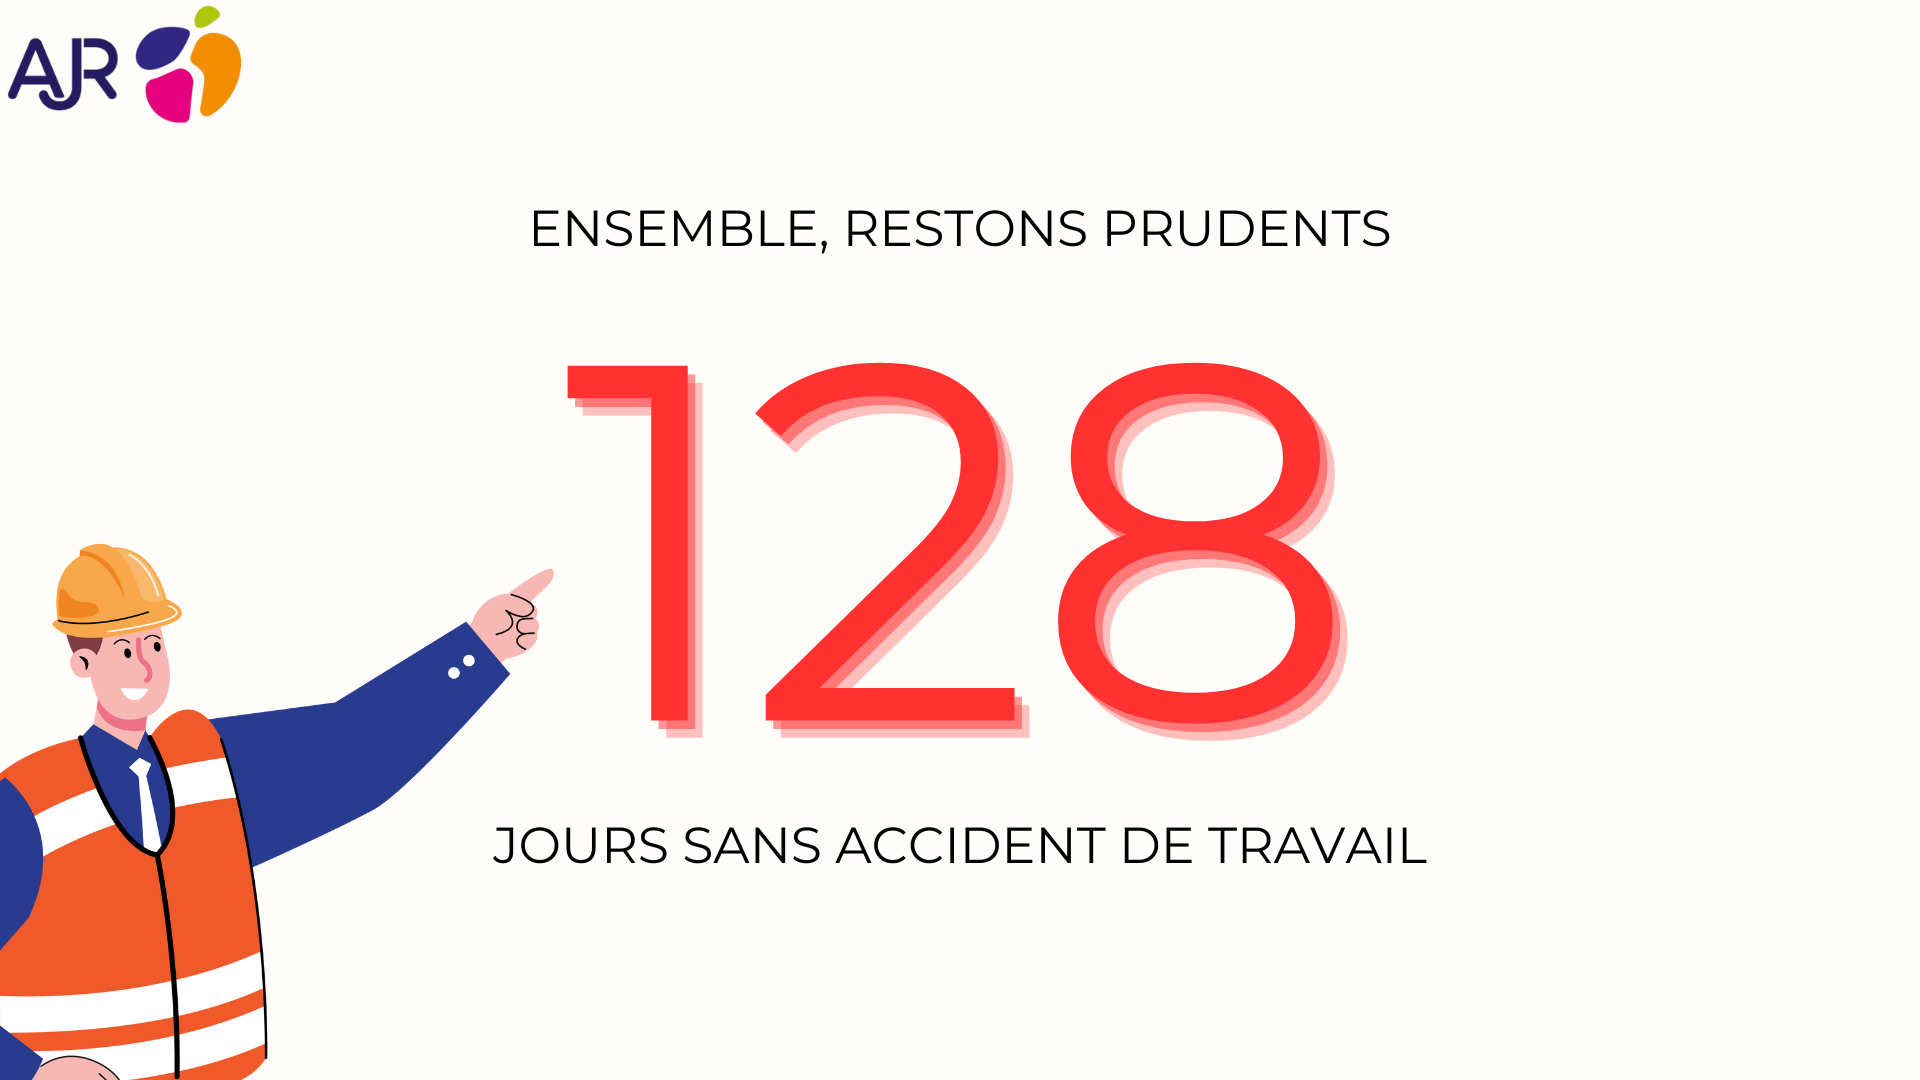 AJR
ENSEMBLE, RESTONS PRUDENTS
128
JOURS SANS ACCIDENT DE TRAVAIL